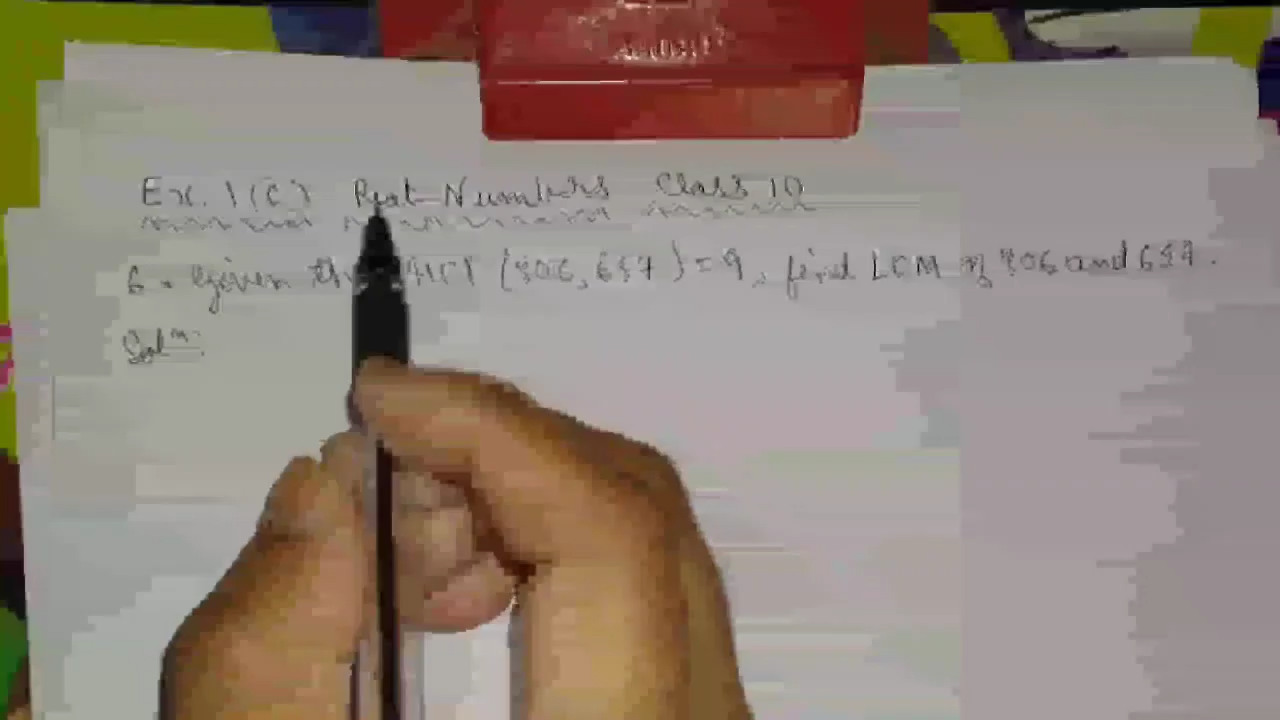 Ex. 1(C) Real Numbers Class 10
6. Given HCF (306, 657) = 9, find LCM of 306 and 657.
Solⁿ: